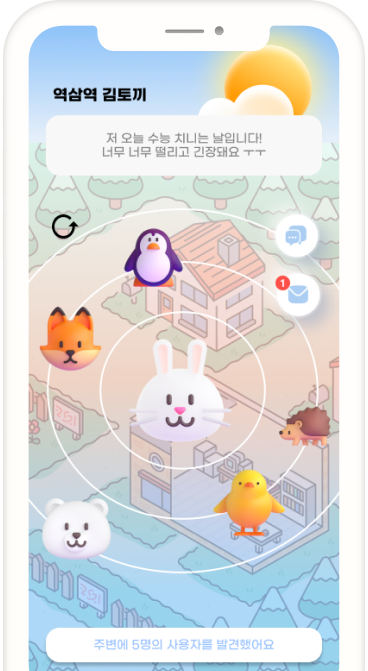 역삼역 김토끼
저 오늘 수능 치니는 날입니다!
너무 너무 떨리고 긴장돼요 ㅜㅜ
1
주변에 5명의 사용자를 발견했어요